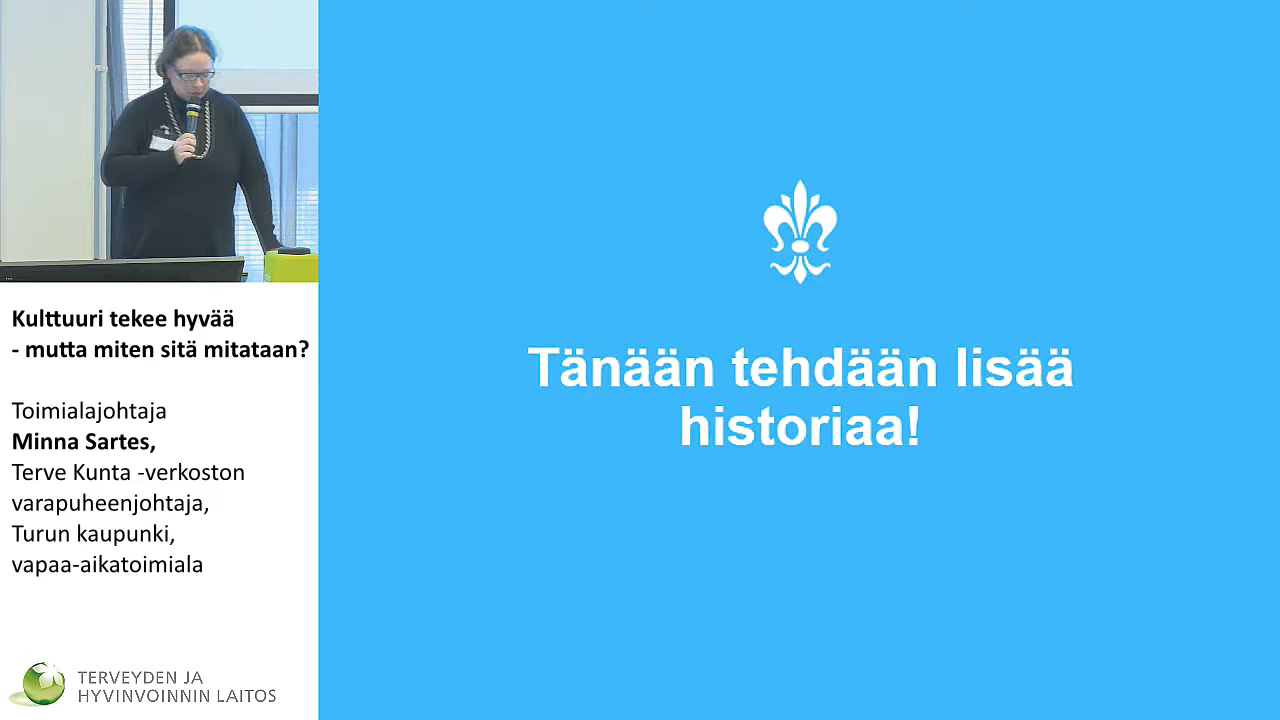 Kulttuuri tekee hyvää
- mutta miten sitä mitataan?
Toimialajohtaja
Minna Sartes,
Terve Kunta -verkoston
varapuheenjohtaja,
Turun kaupunki,
vapaa-aikatoimiala
TERVEYDEN JA
HYVINVOINNIN LAITOS
Tänään tehdään lisää
historiaa!